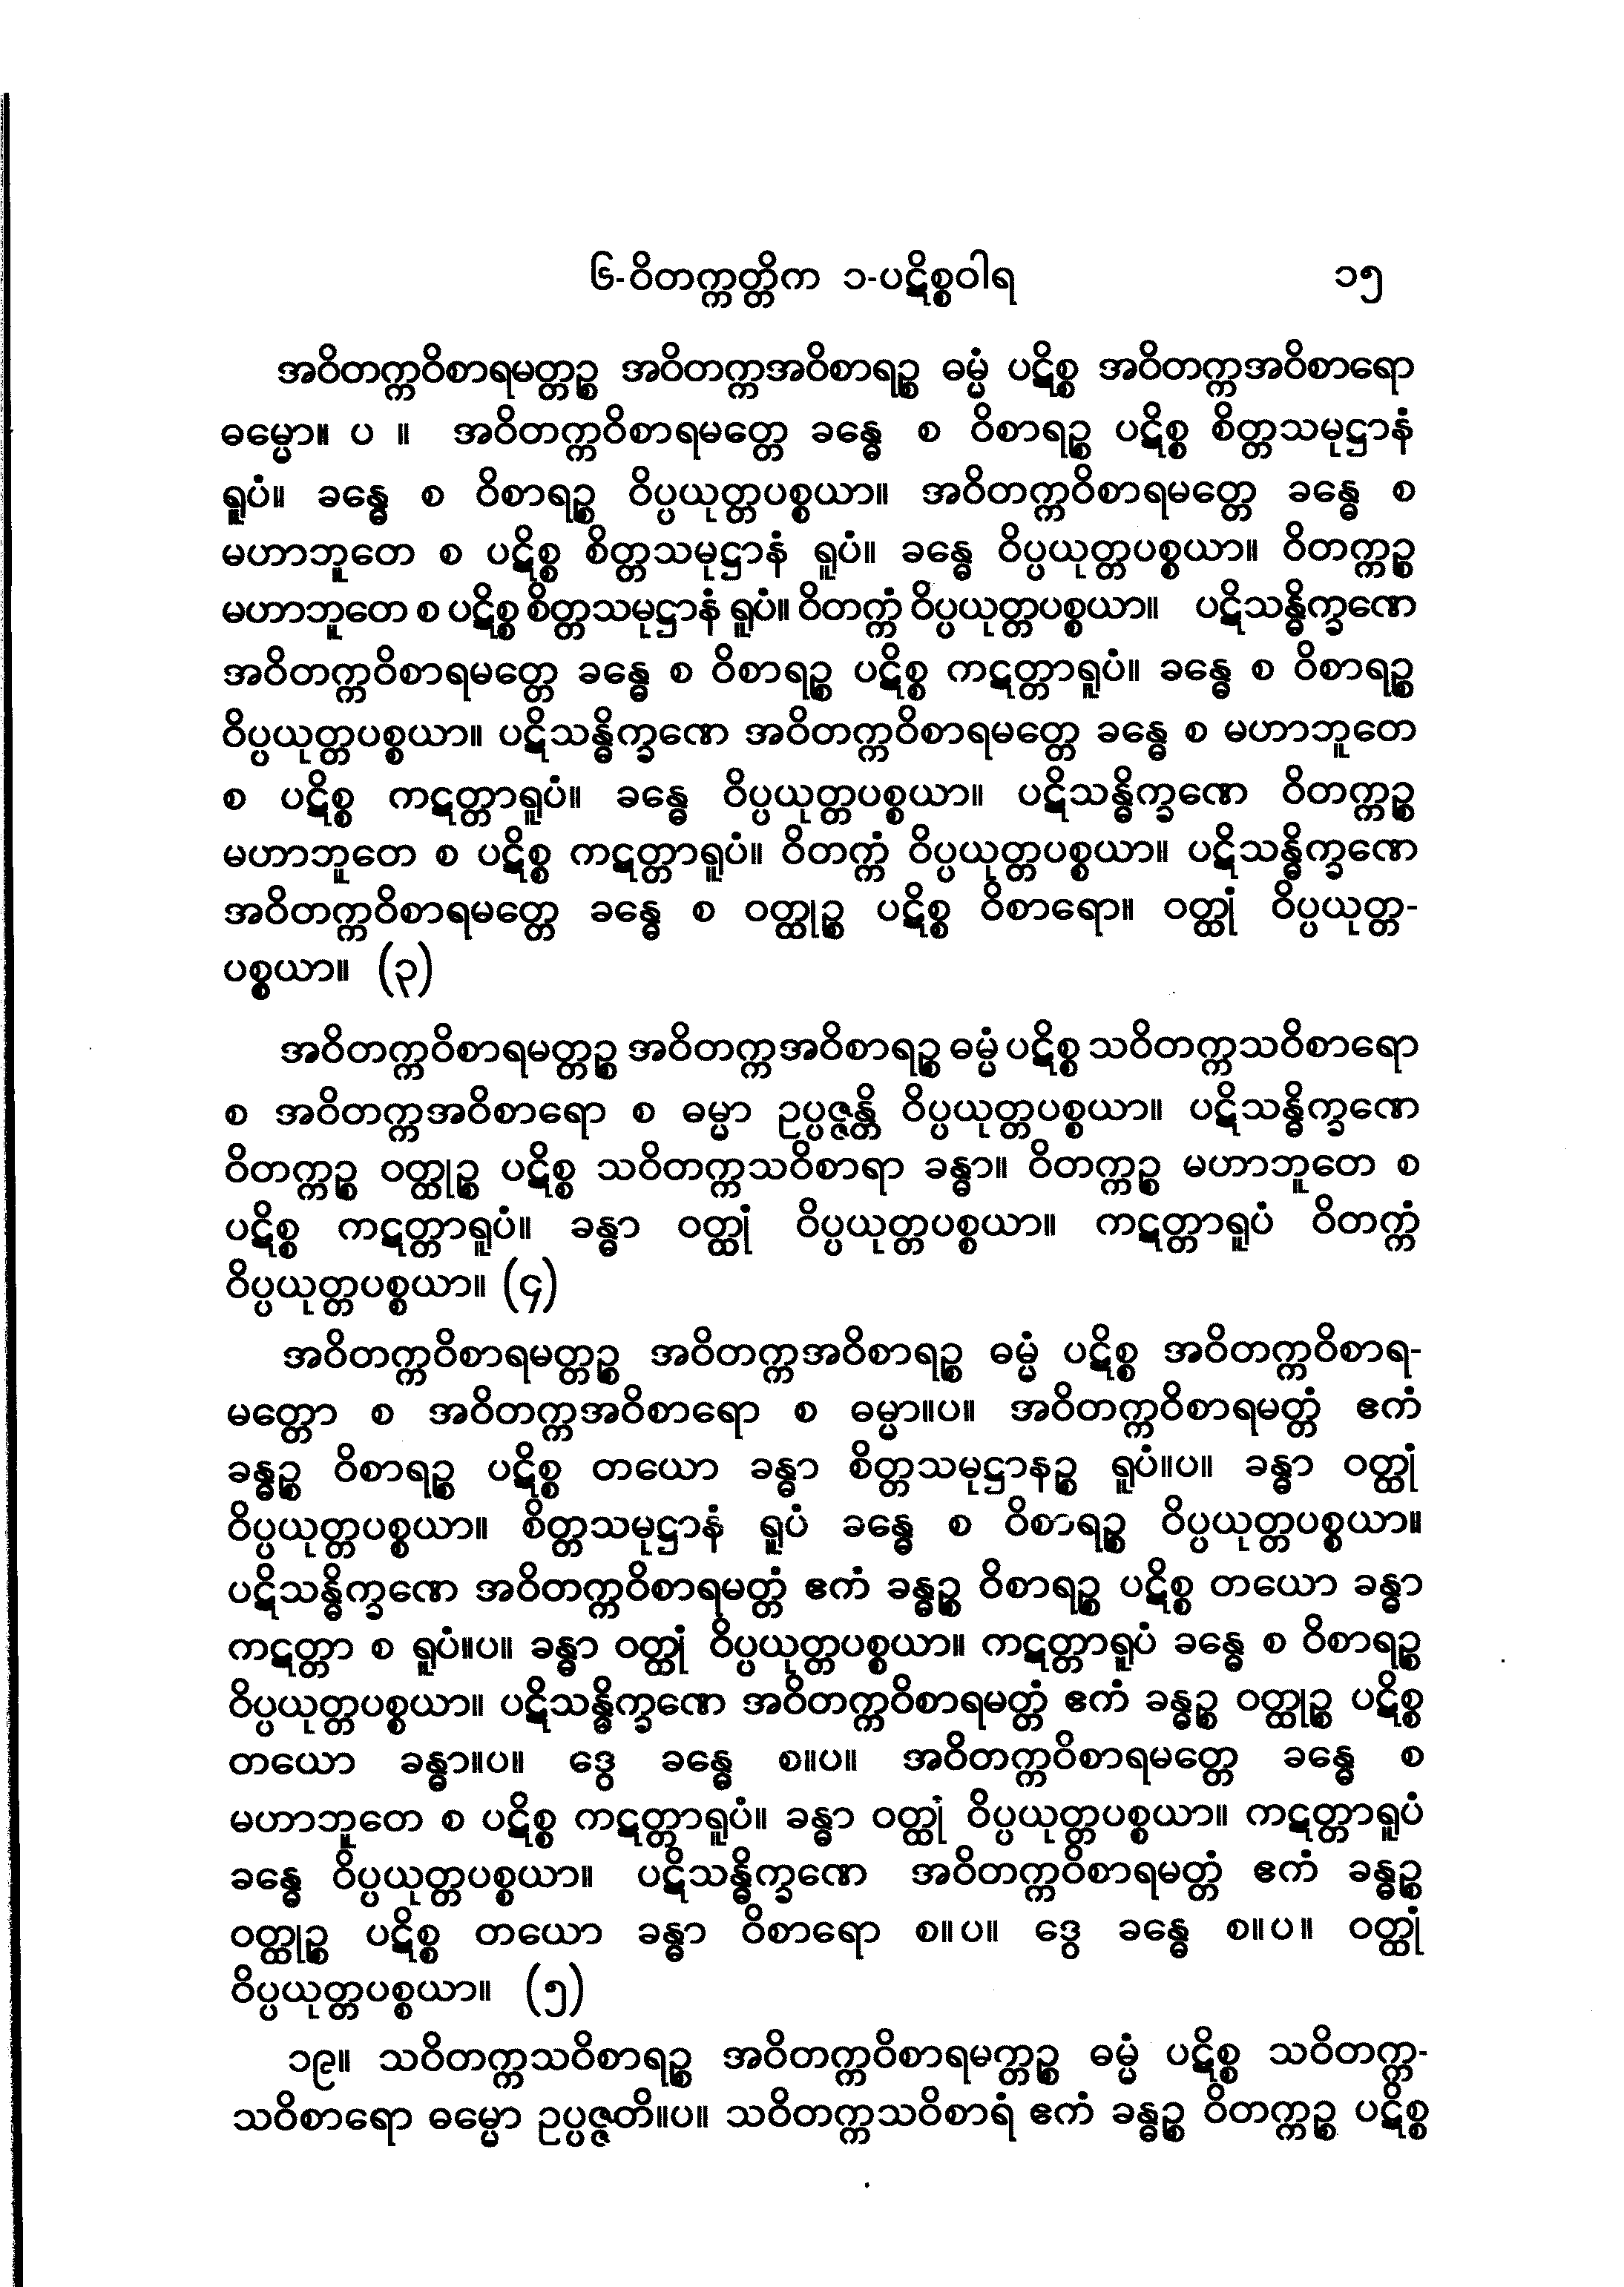 ၆-ဝိတက္ကတ္တိက ၁-ပဋိစ္စဝါရ ၁၅
အဝိတက္ကဝိစာရမတ္တဉ္စ အဝိတက္ကအဝိစာရဉ္စ ဓမ္မံ ပဋိစ္စ အဝိတက္ကအဝိစာရော
ဓမ္မော။ ပ ။ အဝိတက္ကဝိစာရမတ္တေ ခန္ဓေ စ ဝိစာရဉ္စ ပဋိစ္စ စိတ္တသမုဋ္ဌာနံ
ရူပံ။ ခန္ဓေ စ ဝိစာရဉ္စ ဝိပ္ပယုတ္တပစ္စယာ။ အဝိတက္ကဝိစာရမတ္တေ ခန္ဓေ စ
မဟာဘူတေ စ ပဋိစ္စ စိတ္တသမုဋ္ဌာနံ ရူပံ။ ခန္ဓေ ဝိပ္ပယုတ္တပစ္စယာ။ ဝိတက္ကဉ္စ
မဟာဘူတေ စ ပဋိစ္စ စိတ္တသမုဋ္ဌာနံ ရူပံ။ ဝိတက္ကံ ဝိပ္ပယုတ္တပစ္စယာ။ ပဋိသန္ဓိက္ခဏေ
အဝိတက္ကဝိစာရမတ္တေ ခန္ဓေ စ ဝိစာရဉ္စ ပဋိစ္စ ကဋတ္တာရူပံ။ ခန္ဓေ စ ဝိစာရဉ္စ
ဝိပ္ပယုတ္တပစ္စယာ။ ပဋိသန္ဓိက္ခဏေ အဝိတက္ကဝိစာရမတ္တေ ခန္ဓေ စ မဟာဘူတေ
စ ပဋိစ္စ ကဋတ္တာရူပံ။ ခန္ဓေ ဝိပ္ပယုတ္တပစ္စယာ။ ပဋိသန္ဓိက္ခဏေ ဝိတက္ကဉ္စ
မဟာဘူတေ စ ပဋိစ္စ ကဋတ္တာရူပံ။ ဝိတက္ကံ ဝိပ္ပယုတ္တပစ္စယာ။ ပဋိသန္ဓိက္ခဏေ
အဝိတက္ကဝိစာရမတ္တေ ခန္ဓေ စ ဝတ္ထုဉ္စ ပဋိစ္စ ဝိစာရော။ ဝတ္ထုံ ဝိပ္ပယုတ္တ-
ပစ္စယာ။ (၃)
အဝိတက္ကဝိစာရမတ္တဉ္စ အဝိတက္ကအဝိစာရဉ္စ ဓမ္မံ ပဋိစ္စ သဝိတက္ကသဝိစာရော
စ အဝိတက္ကအဝိစာရော စ ဓမ္မာ ဥပ္ပဇ္ဇန္တိ ဝိပ္ပယုတ္တပစ္စယာ။ ပဋိသန္ဓိက္ခဏေ
ဝိတက္ကဉ္စ ဝတ္ထုဉ္စ ပဋိစ္စ သဝိတက္ကသဝိစာရာ ခန္ဓာ။ ဝိတက္ကဉ္စ မဟာဘူတေ စ
ပဋိစ္စ ကဋတ္တာရူပံ။ ခန္ဓာ ဝတ္ထုံ ဝိပ္ပယုတ္တပစ္စယာ။ ကဋတ္တာရူပံ ဝိတက္ကံ
ဝိပ္ပယုတ္တပစ္စယာ။ (၄)
အဝိတက္ကဝိစာရမတ္တဉ္စ အဝိတက္ကအဝိစာရဉ္စ ဓမ္မံ ပဋိစ္စ အဝိတက္ကဝိစာရ-
မတ္တော စ အဝိတက္ကအဝိစာရော စ ဓမ္မာ။ပ။ အဝိတက္ကဝိစာရမတ္တံ ဧကံ
ခန္ဓဉ္စ ဝိစာရဉ္စ ပဋိစ္စ တယော ခန္ဓာ စိတ္တသမုဋ္ဌာနဉ္စ ရူပံ။ပ။ ခန္ဓာ ဝတ္ထုံ
ဝိပ္ပယုတ္တပစ္စယာ။ စိတ္တသမုဋ္ဌာနံ ရူပံ ခန္ဓေ စ ဝိစာရဉ္စ ဝိပ္ပယုတ္တပစ္စယာ။
ပဋိသန္ဓိက္ခဏေ အဝိတက္ကဝိစာရမတ္တံ ဧကံ ခန္ဓဉ္စ ဝိစာရဉ္စ ပဋိစ္စ တယော ခန္ဓာ
ကဋတ္တာ စ ရူပံ။ပ။ ခန္ဓာ ဝတ္ထုံ ဝိပ္ပယုတ္တပစ္စယာ။ ကဋတ္တာရူပံ ခန္ဓေ စ ဝိစာရဉ္စ
ဝိပ္ပယုတ္တပစ္စယာ။ ပဋိသန္ဓိက္ခဏေ အဝိတက္ကဝိစာရမတ္တံ ဧကံ ခန္ဓဉ္စ ဝတ္ထုဉ္စ ပဋိစ္စ
တယော ခန္ဓာ။ပ။ ဒွေ ခန္ဓေ စ။ပ။ အဝိတက္ကဝိစာရမတ္တေ ခန္ဓေ စ
မဟာဘူတေ စ ပဋိစ္စ ကဋတ္တာရူပံ။ ခန္ဓာ ဝတ္ထုံ ဝိပ္ပယုတ္တပစ္စယာ။ ကဋတ္တာရူပံ
ခန္ဓေ ဝိပ္ပယုတ္တပစ္စယာ။ ပဋိသန္ဓိက္ခဏေ အဝိတက္ကဝိစာရမတ္တံ ဧကံ ခန္ဓဉ္စ
ဝတ္ထုဉ္စ ပဋိစ္စ တယော ခန္ဓာ ဝိစာရော စ။ပ။ ဒွေ ခန္ဓေ စ။ပ။ ဝတ္ထုံ
ဝိပ္ပယုတ္တပစ္စယာ။ (၅)
၁၉။ သဝိတက္ကသဝိစာရဉ္စ အဝိတက္ကဝိစာရမက္တဉ္စ ဓမ္မံ ပဋိစ္စ သဝိတက္က-
သဝိစာရော ဓမ္မော ဥပ္ပဇ္ဇတိ။ပ။ သဝိတက္ကသဝိစာရံ ဧကံ ခန္ဓဉ္စ ဝိတက္ကဉ္စ ပဋိစ္စ